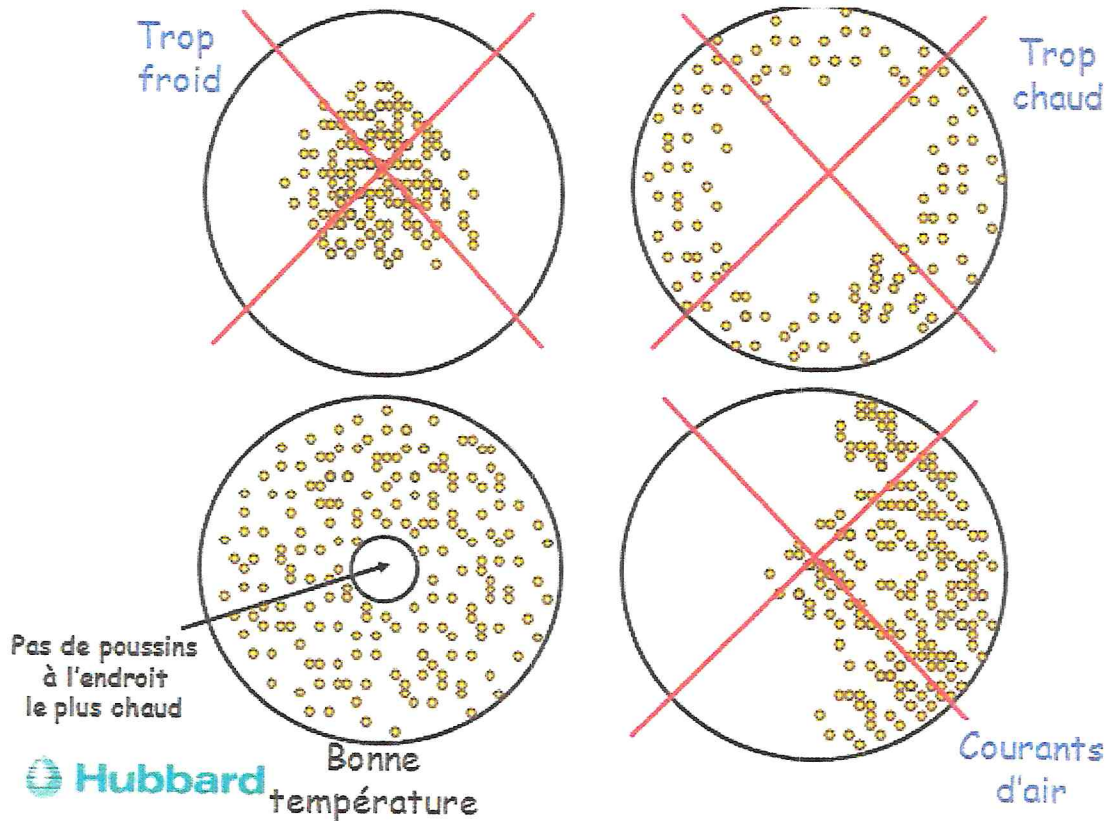 Trop
froid
Trop
chaud
Pas de poussins
à l'endroit
le plus chaud
Hubbard
Bonne
température
Courants
d'air